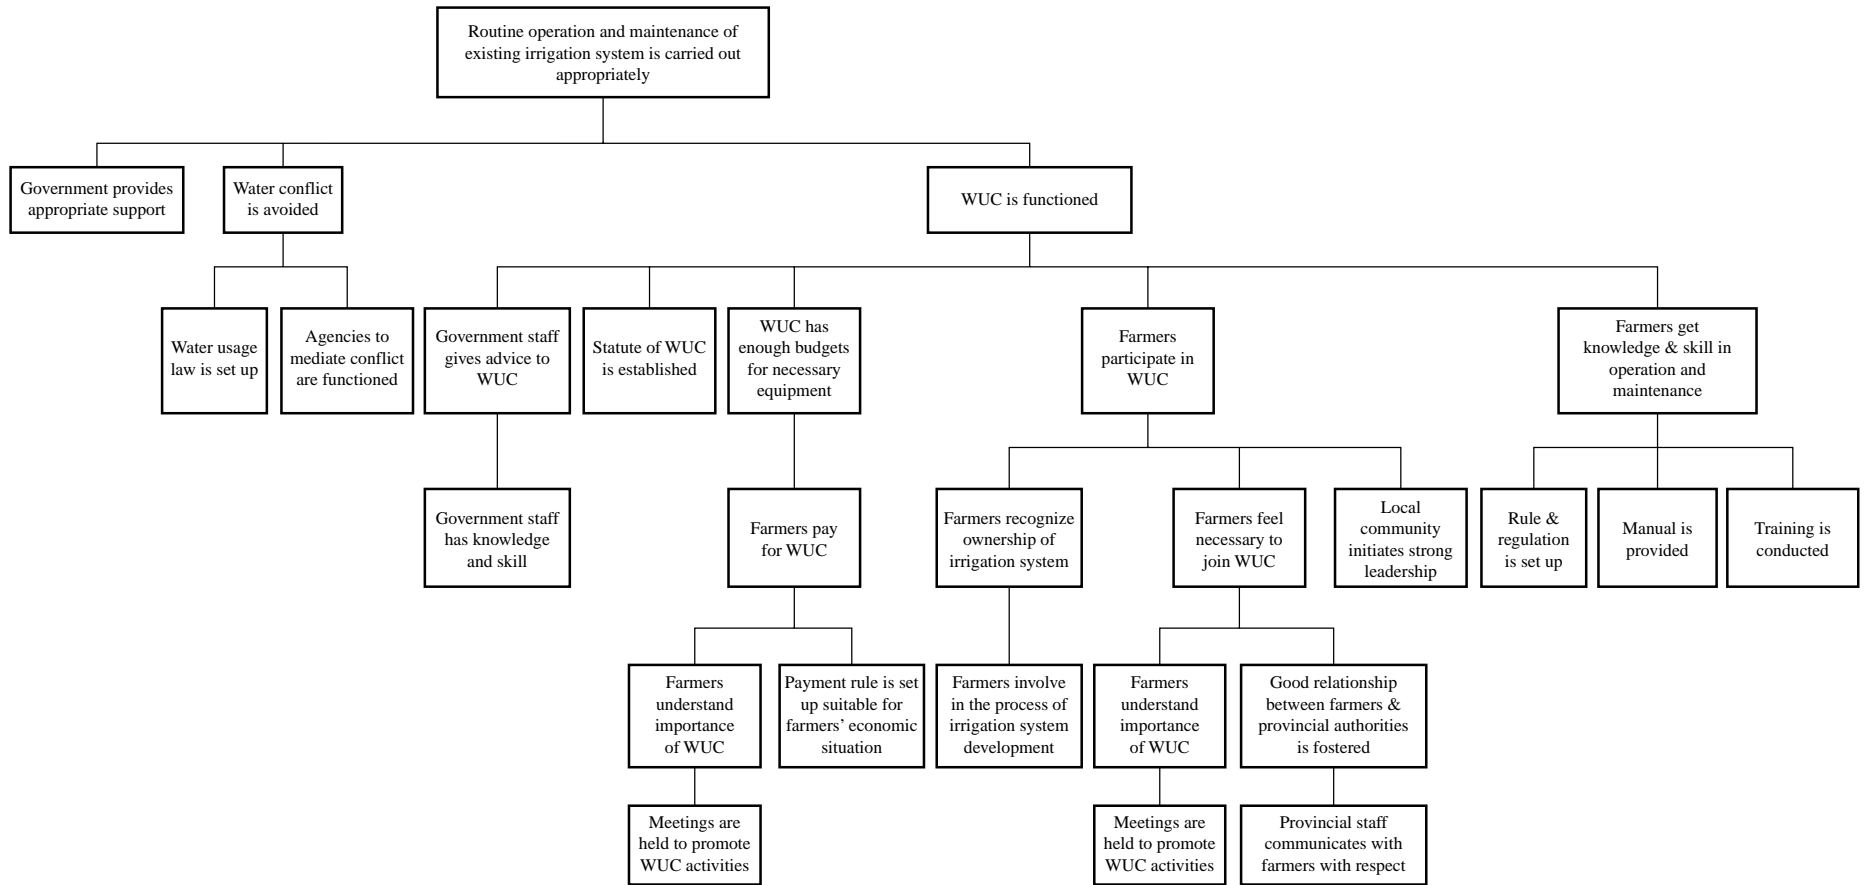 Routine operation and maintenance of
existing irrigation system is carried out
appropriately
Government provides
appropriate support
Water conflict
is avoided
WUC is functioned
Water usage
law is set up
Agencies to
mediate conflict
are functioned
Government staff
gives advice to
WUC
Statute of WUC
is established
WUC has
enough budgets
for necessary
equipment
Farmers
participate in
WUC
Farmers get
knowledge & skill in
operation and
maintenance
Government staff
has knowledge
and skill
Farmers pay
for WUC
Farmers recognize
ownership of
irrigation system
Farmers feel
necessary to
join WUC
Local
community
initiates strong
leadership
Rule &
regulation
is set up
Manual is
provided
Training is
conducted
Farmers
understand
importance
of WUC
Payment rule is set
up suitable for
farmers’ economic
situation
Farmers involve
in the process of
irrigation system
development
Farmers
understand
importance
of WUC
Good relationship
between farmers &
provincial authorities
is fostered
Meetings are
held to promote
WUC activities
Meetings are
held to promote
WUC activities
Provincial staff
communicates with
farmers with respect